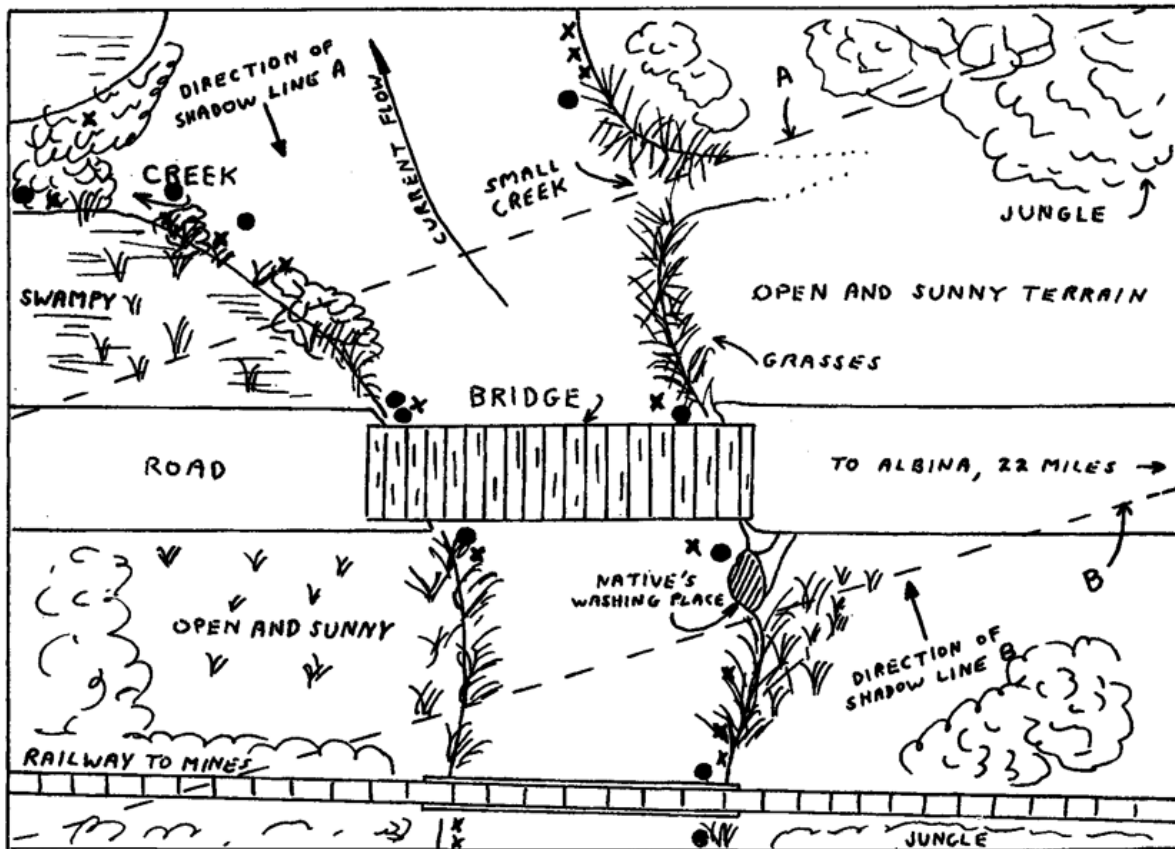 DIRECTION OF
SHADOW LINE A
CURRENT FLOW
A
CREEK
SMALL
CREEK
JUNGLE
SWAMPY
OPEN AND SUNNY TERRAIN
GRASSES
BRIDGE
ROAD
TO ALBINA, 22 MILES
B
NATIVE'S
WASHING PLACE
OPEN AND SUNNY
DIRECTION OF
SHADOW LINE B
RAILWAY TO MINES
JUNGLE